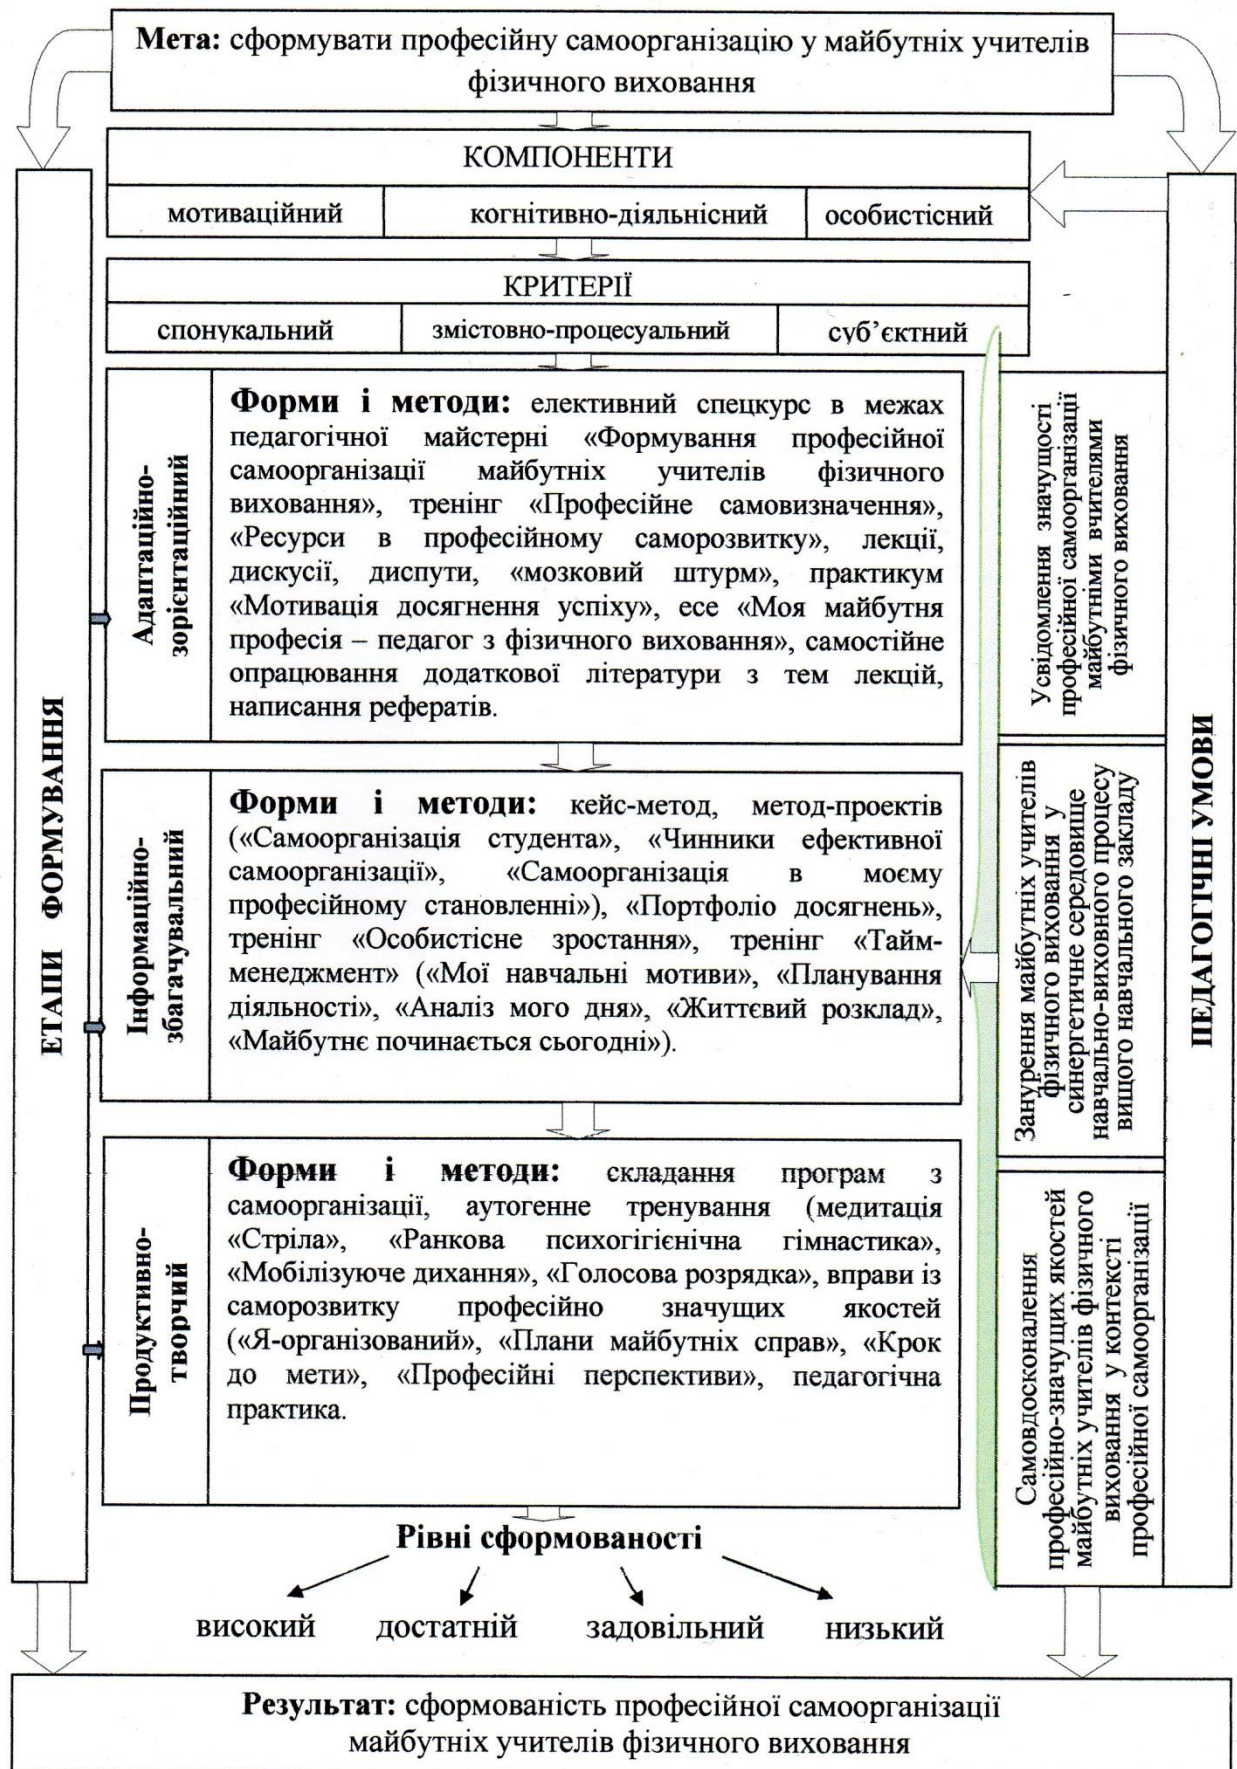 Мета: сформувати професійну самоорганізацію у майбутніх учителів
фізичного виховання
КОМПОНЕНТИ
мотиваційний
когнітивно-діяльнісний
особистісний
КРИТЕРІЇ
спонукальний
змістовно-процесуальний
суб’єктний
ЕТАПИ ФОРМУВАННЯ
Адаптаційно-
зорієнтаційний
Форми і методи: елективний спецкурс в межах
педагогічної майстерні «Формування професійної
самоорганізації майбутніх учителів фізичного
виховання», тренінг «Професійне самовизначення»,
«Ресурси в професійному саморозвитку», лекції,
дискусії, диспути, «мозковий штурм», практикум
«Мотивація досягнення успіху», есе «Моя майбутня
професія – педагог з фізичного виховання», самостійне
опрацювання додаткової літератури з тем лекцій,
написання рефератів.
Інформаційно-
збагачувальний
Форми і методи: кейс-метод, метод-проектів
(«Самоорганізація студента», «Чинники ефективної
самоорганізації», «Самоорганізація в моєму
професійному становленні»), «Портфоліо досягнень»,
тренінг «Особистісне зростання», тренінг «Тайм-
менеджмент» («Мої навчальні мотиви», «Планування
діяльності», «Аналіз мого дня», «Життєвий розклад»,
«Майбутнє починається сьогодні»).
Продуктивно-
творчий
Форми і методи: складання програм з
самоорганізації, аутогенне тренування (медитація
«Стріла», «Ранкова психогігієнічна гімнастика»,
«Мобілізуюче дихання», «Голосова розрядка», вправи із
саморозвитку професійно значущих якостей
(«Я-організований», «Плани майбутніх справ», «Крок
до мети», «Професійні перспективи», педагогічна
практика.
Усвідомлення значущості
професійної самоорганізації
майбутніми вчителями
фізичного виховання
Занурення майбутніх учителів
фізичного виховання у
синергетичне середовище
навчально-виховного процесу
вищого навчального закладу
Самовдосконалення
професійно-значущих якостей
майбутніх учителів фізичного
виховання у контексті
професійної самоорганізації
ПЕДАГОГІЧНІ УМОВИ
Рівні сформованості
високий
достатній
задовільний
низький
Результат: сформованість професійної самоорганізації
майбутніх учителів фізичного виховання